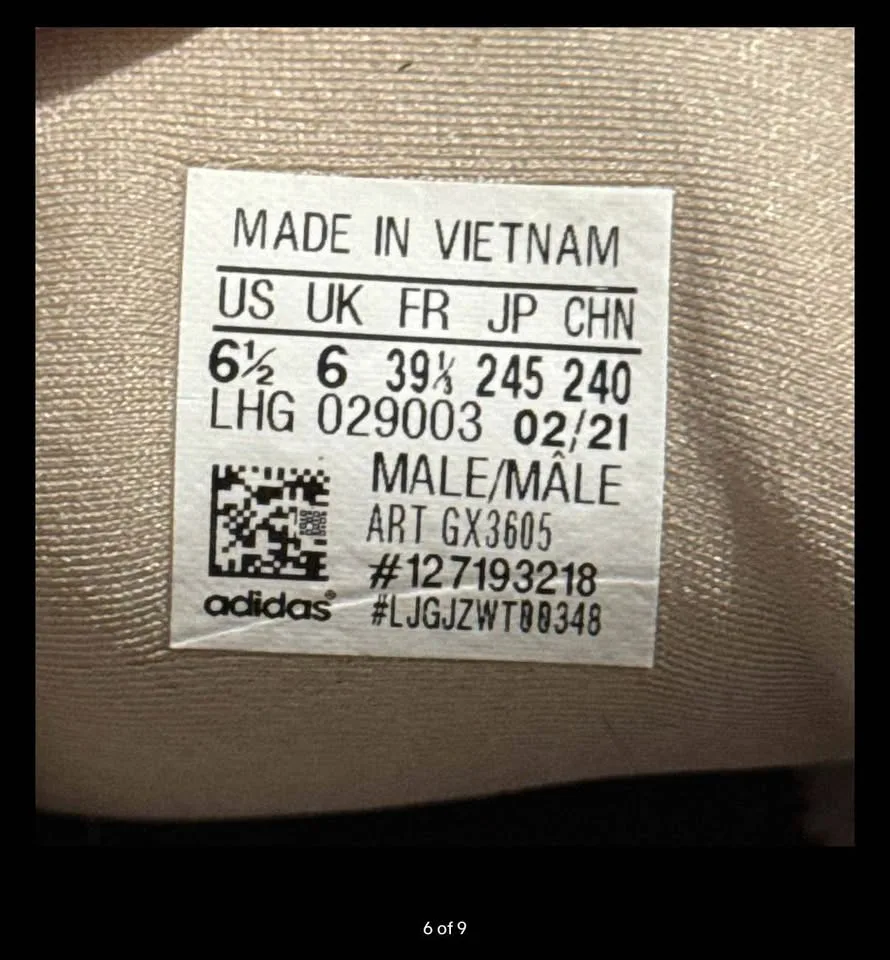 MADE IN VIETNAM
US UK FR JP CHN
6½ 6 39⅓ 245 240
LHG 029003 02/21
MALE/MÂLE
ART GX3605
#127193218
adidas®
#LJGJZWT00348
6 of 9